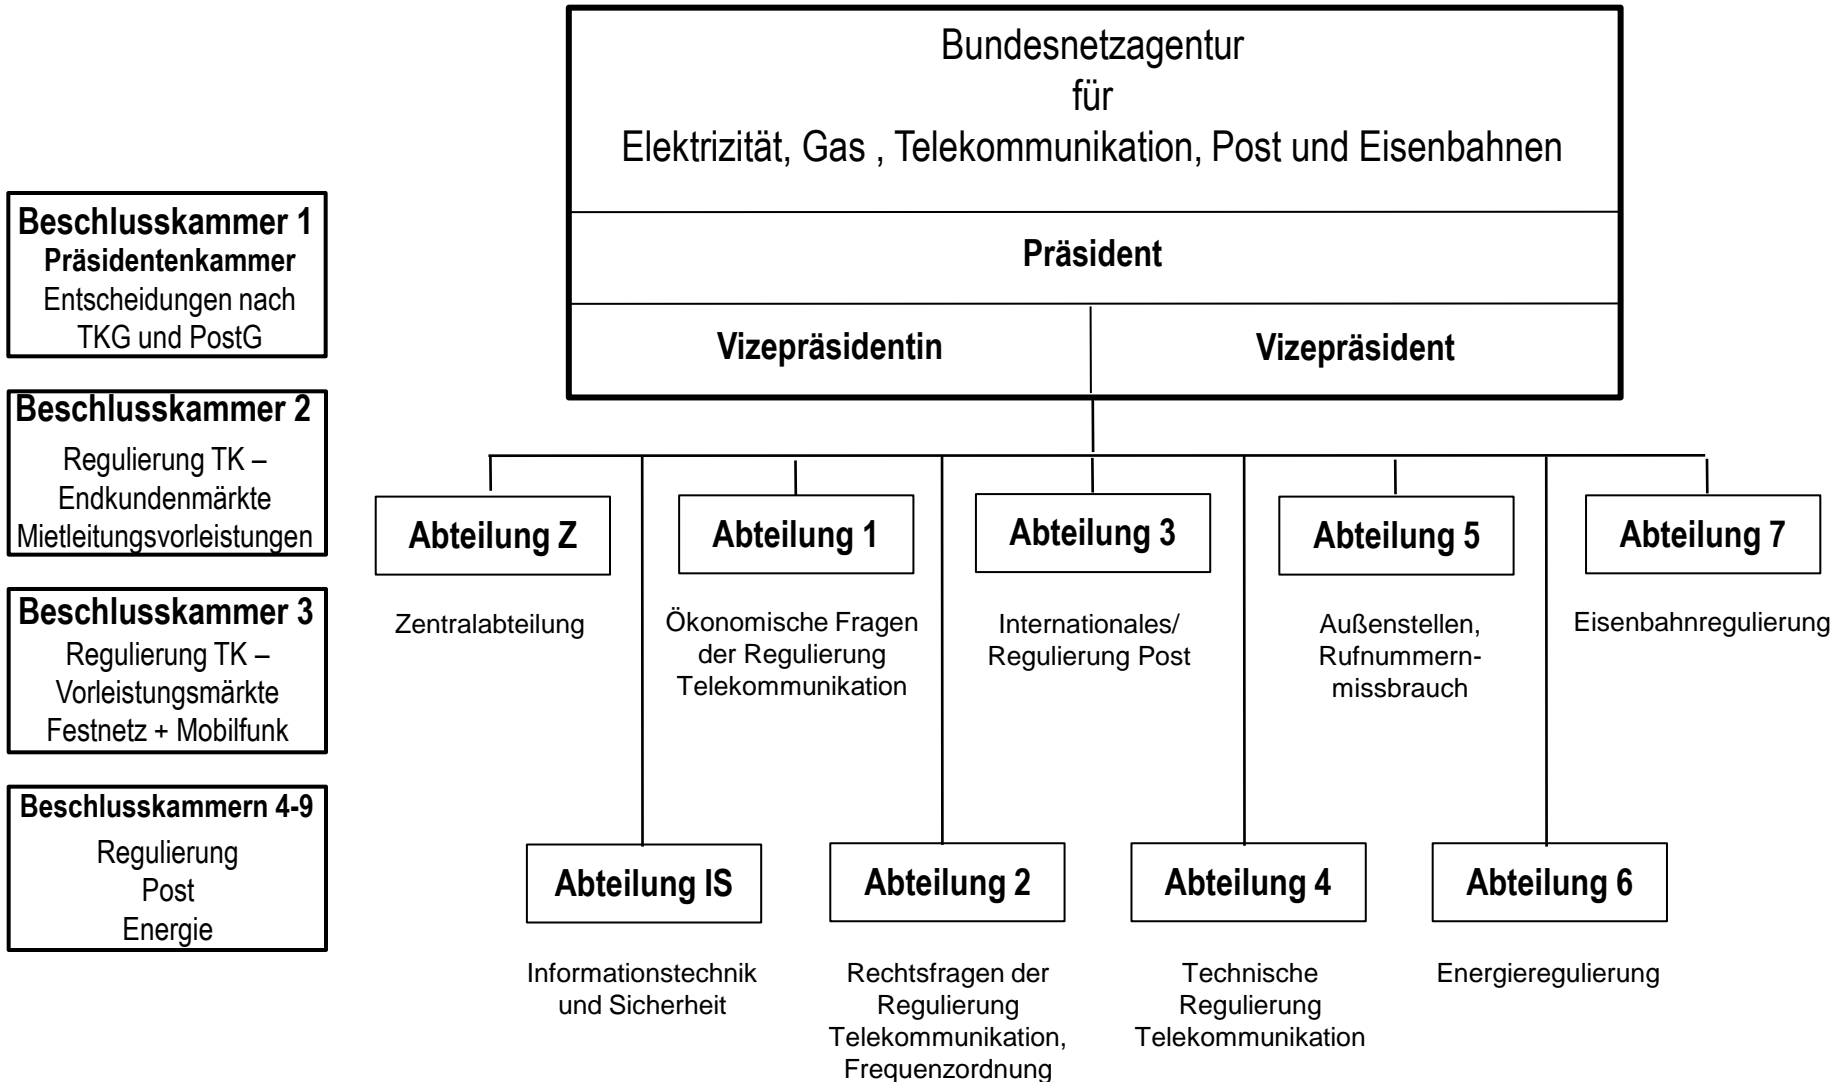 Bundesnetzagentur
für
Elektrizität, Gas , Telekommunikation, Post und Eisenbahnen
Präsident
Vizepräsidentin
Vizepräsident
Beschlusskammer 1
Präsidentenkammer
Entscheidungen nach
TKG und PostG
Beschlusskammer 2
Regulierung TK –
Endkundenmärkte
Mietleitungsvorleistungen
Beschlusskammer 3
Regulierung TK –
Vorleistungsmärkte
Festnetz + Mobilfunk
Beschlusskammern 4-9
Regulierung
Post
Energie
Abteilung Z
Zentralabteilung
Abteilung 1
Ökonomische Fragen
der Regulierung
Telekommunikation
Abteilung 3
Internationales/
Regulierung Post
Abteilung 5
Außenstellen,
Rufnummern-
missbrauch
Abteilung 7
Eisenbahnregulierung
Abteilung IS
Informationstechnik
und Sicherheit
Abteilung 2
Rechtsfragen der
Regulierung
Telekommunikation,
Frequenzordnung
Abteilung 4
Technische
Regulierung
Telekommunikation
Abteilung 6
Energieregulierung